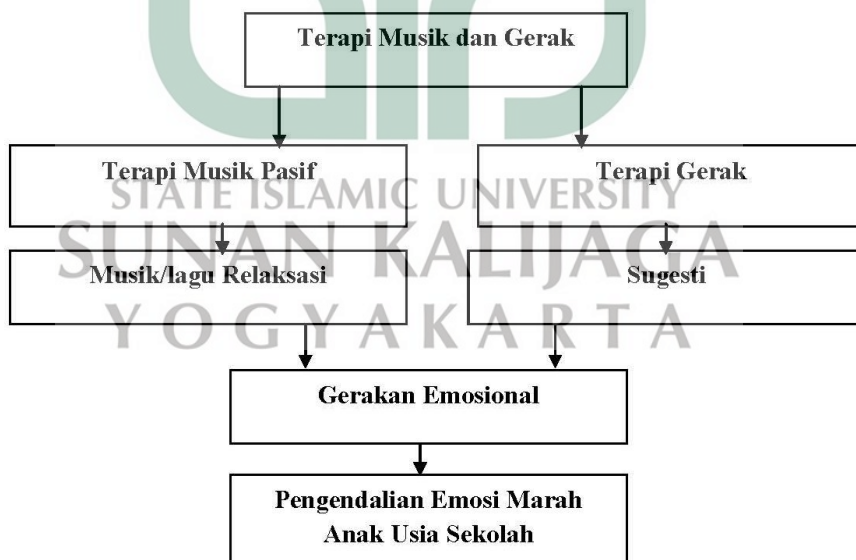 Terapi Musik dan Gerak
Terapi Musik Pasif
Terapi Gerak
STATE ISLAMIC UNIVERSITY
SUNAN KALIJAGA
Musik/lagu Relaksasi
Sugesti
YOGYAKARTA
Gerakan Emosional
Pengendalian Emosi Marah
Anak Usia Sekolah